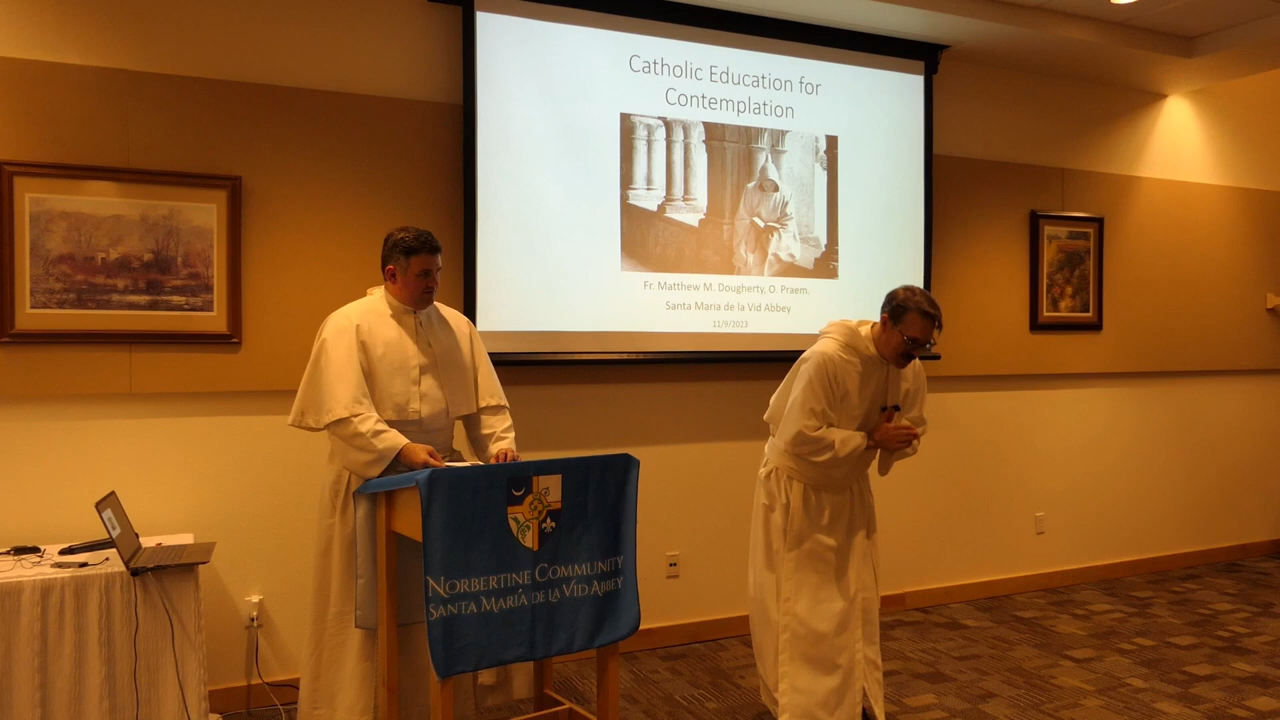 Catholic Education for
Contemplation
Fr. Matthew M. Dougherty, O. Praem.
Santa Maria de la Vid Abbey
11/9/2023
Norbertine Community
Santa María de la Vid Abbey